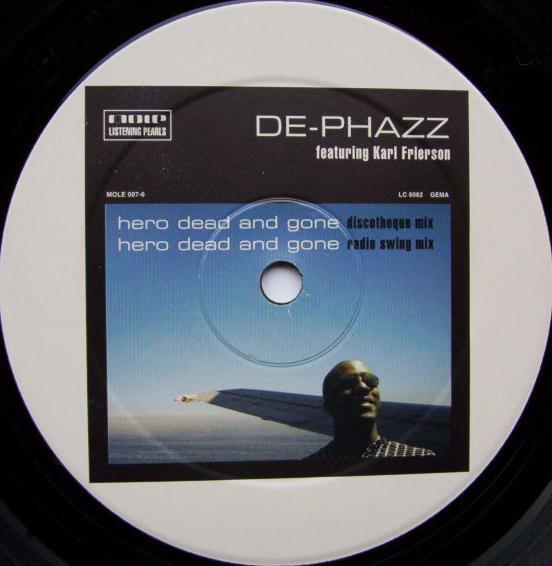 mole
LISTENING PEARLS
DE-PHAZZ
featuring Karl Frierson
MOLE 007-6
LC 6082 GEMA
hero dead and gone discotheque mix
hero dead and gone radio swing mix